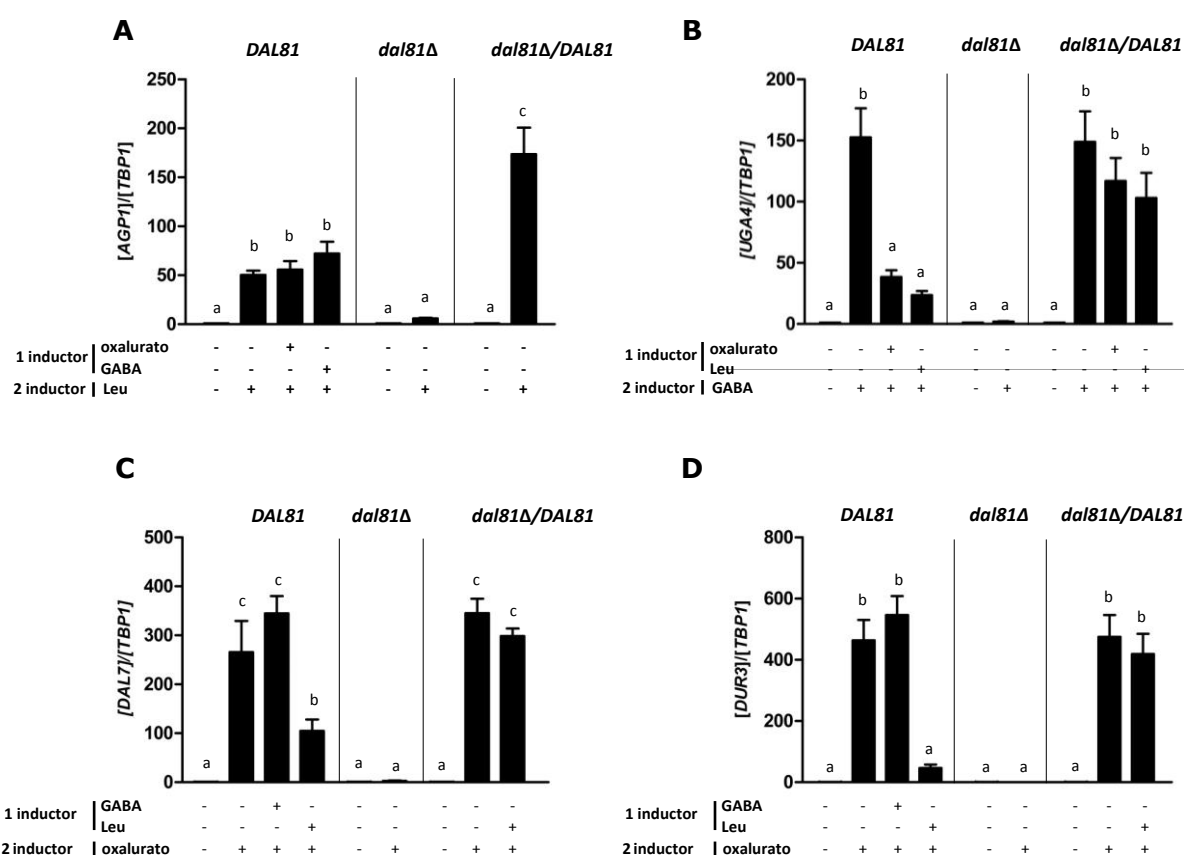 A
DAL81 dal81Δ dal81Δ/DAL81
[AGP1]/[TBP1]
250
200
150
100
50
0
a b b b a a a c
1 inductor oxalurato - - + - - - - -
GABA - - - + - - - -
2 inductor Leu - + + + - + - +
B
DAL81 dal81Δ dal81Δ/DAL81
[UGA4]/[TBP1]
200
150
100
50
0
a b a a a a a b b b
1 inductor oxalurato - - + - - - - - + -
Leu - - - + - - - - - +
2 inductor GABA - + + + - + - + + +
C
DAL81 dal81Δ dal81Δ/DAL81
[DAL7]/[TBP1]
500
400
300
200
100
0
a c c b a a a c c
1 inductor GABA - - + - - - - - -
Leu - - - + - - - - +
2 inductor oxalurato - + + + - + - + +
D
DAL81 dal81Δ dal81Δ/DAL81
[DUR3]/[TBP1]
800
600
400
200
0
a b b a a a a b b
1 inductor GABA - - + - - - - - -
Leu - - - + - - - - +
2 inductor oxalurato - + + + - + - + +